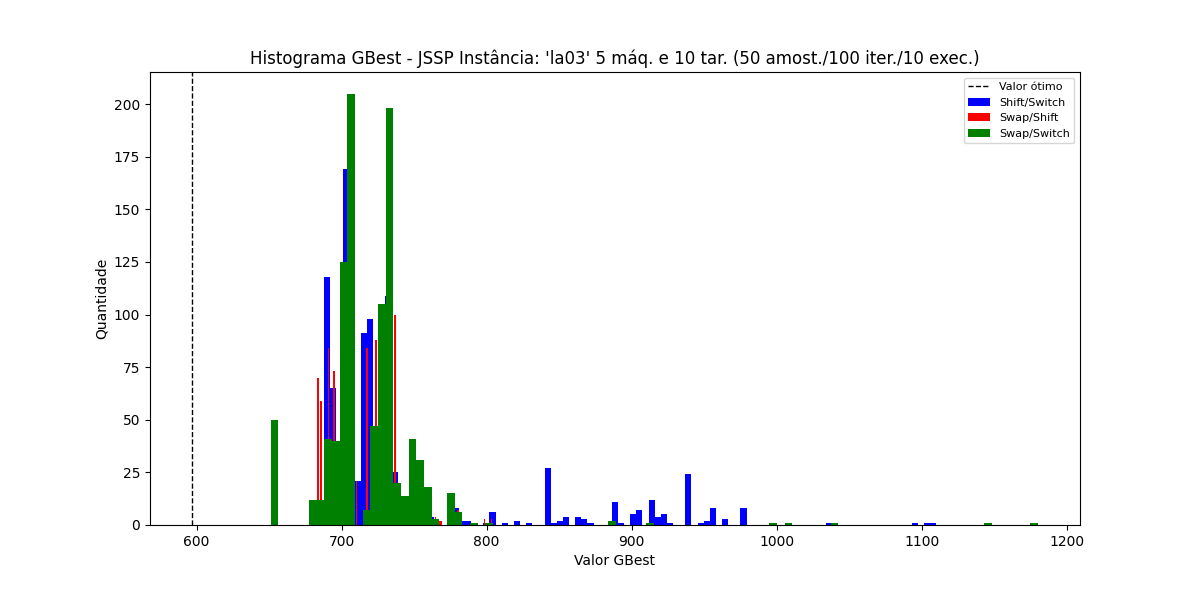 Histograma GBest - JSSP Instância: 'la03' 5 máq. e 10 tar. (50 amost./100 iter./10 exec.)
Valor ótimo
Shift/Switch
Swap/Shift
Swap/Switch
Quantidade
200
175
150
125
100
75
50
25
0
600 700 800 900 1000 1100 1200
Valor GBest